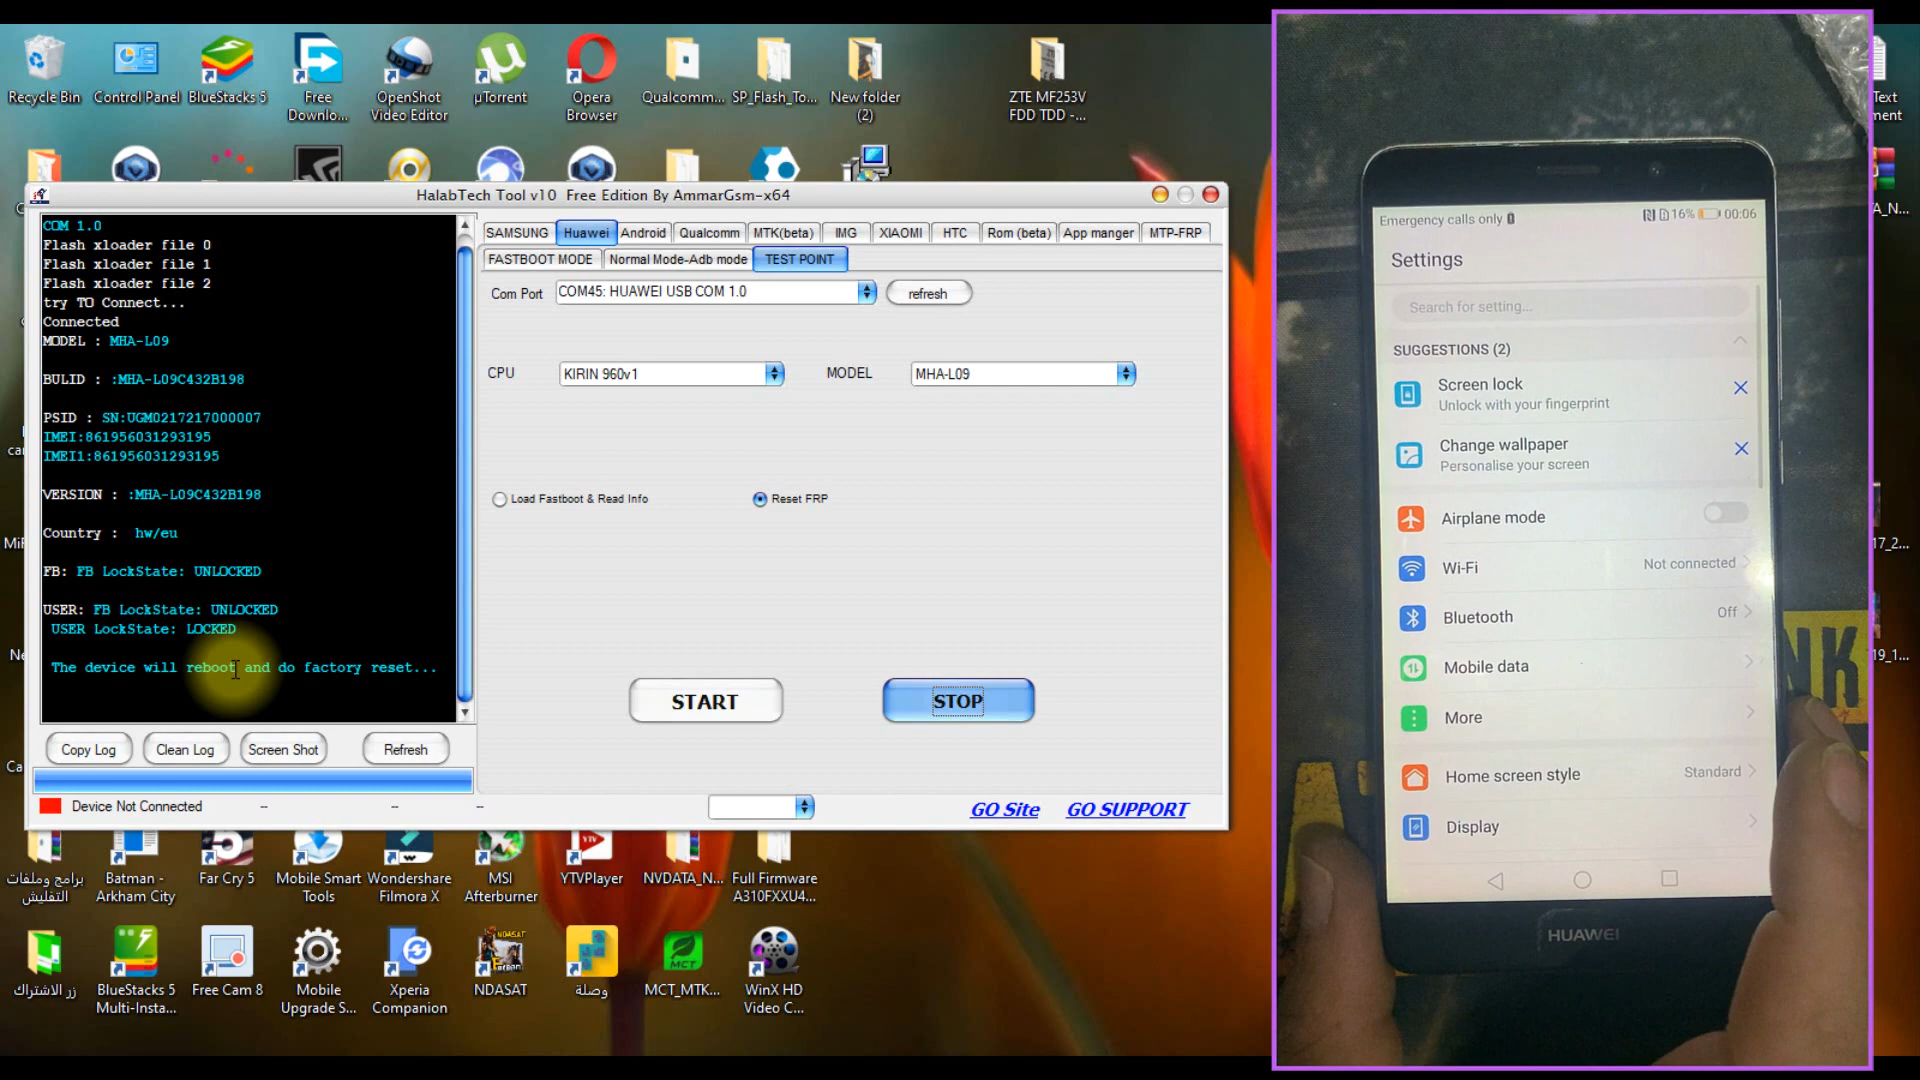 Recycle Bin
Control Panel
BlueStacks 5
Free
Downlo...
OpenShot
Video Editor
µTorrent
Opera
Browser
Qualcomm...
SP_Flash_To...
New folder
(2)
ZTE MF253V
FDD TDD -...
Text
HalabTech Tool v10 Free Edition By AmmarGsm-x64
COM 1.0
Flash xloader file 0
Flash xloader file 1
Flash xloader file 2
try TO Connect...
Connected
MODEL : MHA-L09
BULID : :MHA-L09C432B198
PSID : SN:UGM0217217000007
IMEI:861956031293195
IMEI1:861956031293195
VERSION : :MHA-L09C432B198
Country : hw/eu
FB: FB LockState: UNLOCKED
USER: FB LockState: UNLOCKED
USER LockState: LOCKED
The device will reboot and do factory reset...
Copy Log
Clean Log
Screen Shot
Refresh
Device Not Connected
--
--
--
SAMSUNG
Huawei
Android
Qualcomm
MTK(beta)
IMG
XIAOMI
HTC
Rom (beta)
App manger
MTP-FRP
FASTBOOT MODE
Normal Mode-Adb mode
TEST POINT
Com Port
COM45: HUAWEI USB COM 1.0
refresh
CPU
KIRIN 960v1
MODEL
MHA-L09
Load Fastboot & Read Info
Reset FRP
START
STOP
GO Site
GO SUPPORT
برامج وملفات
التفليش
Batman -
Arkham City
Far Cry 5
Mobile Smart
Tools
Wondershare
Filmora X
MSI
Afterburner
YTVPlayer
NVDATA_N...
Full Firmware
A310FXXU4...
زر الاشتراك
BlueStacks 5
Multi-Insta...
Free Cam 8
Mobile
Upgrade S...
Xperia
Companion
NDASAT
وصلة
MCT
MCT_MTK...
WinX HD
Video C...
Emergency calls only
16%
00:06
Settings
Search for setting...
SUGGESTIONS (2)
Screen lock
Unlock with your fingerprint
Change wallpaper
Personalise your screen
Airplane mode
Wi-Fi
Not connected
Bluetooth
Off
Mobile data
More
Home screen style
Standard
Display
HUAWEI